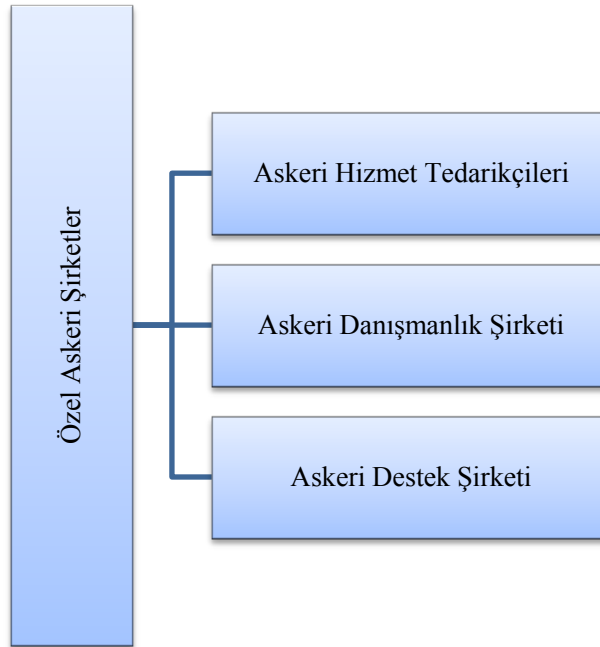 Özel Askeri Şirketler
Askeri Hizmet Tedarikçileri
Askeri Danışmanlık Şirketi
Askeri Destek Şirketi